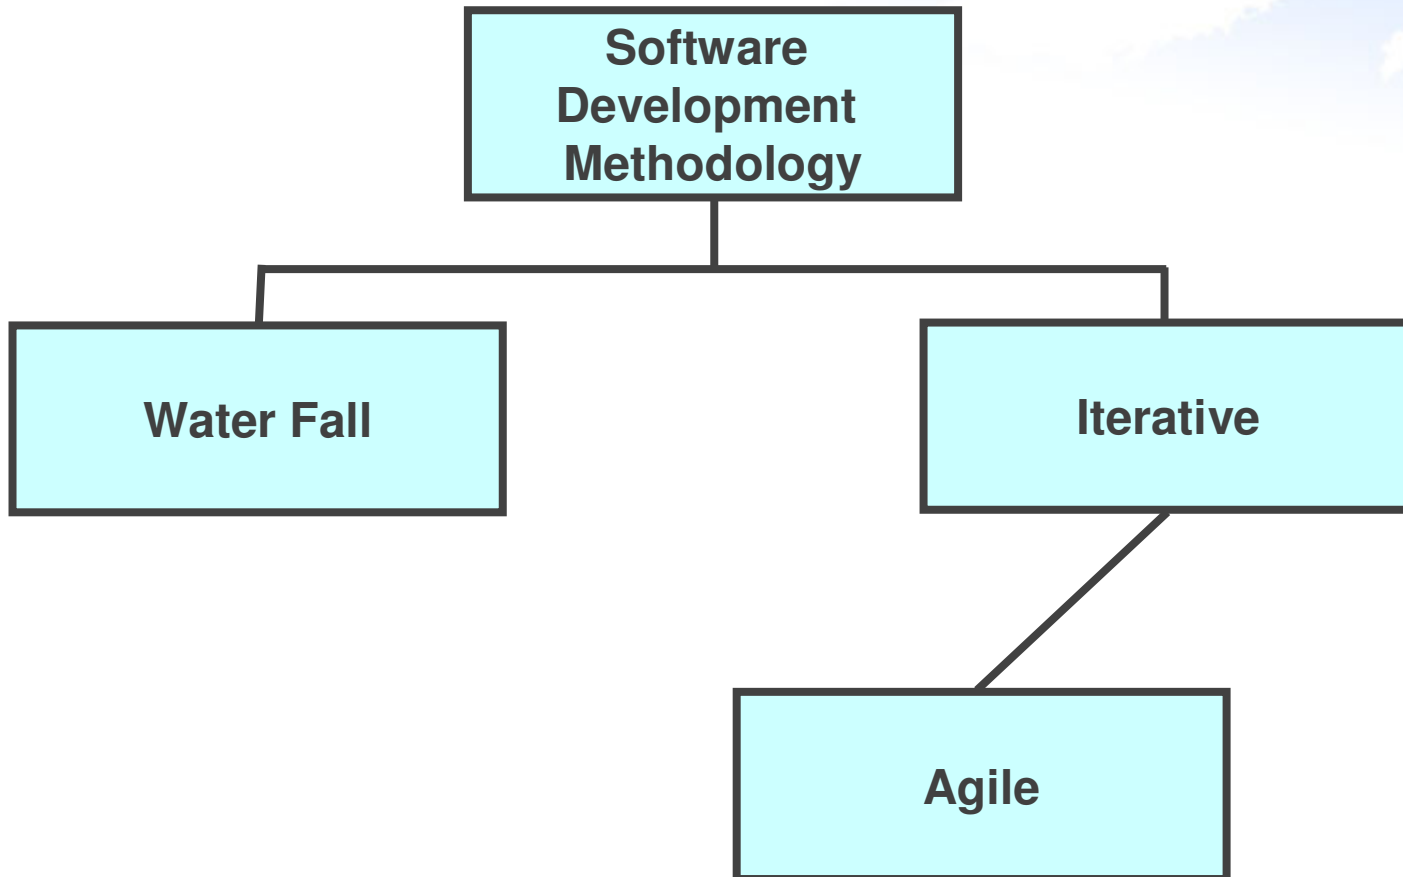 Software
Development
Methodology
Water Fall
Iterative
Agile